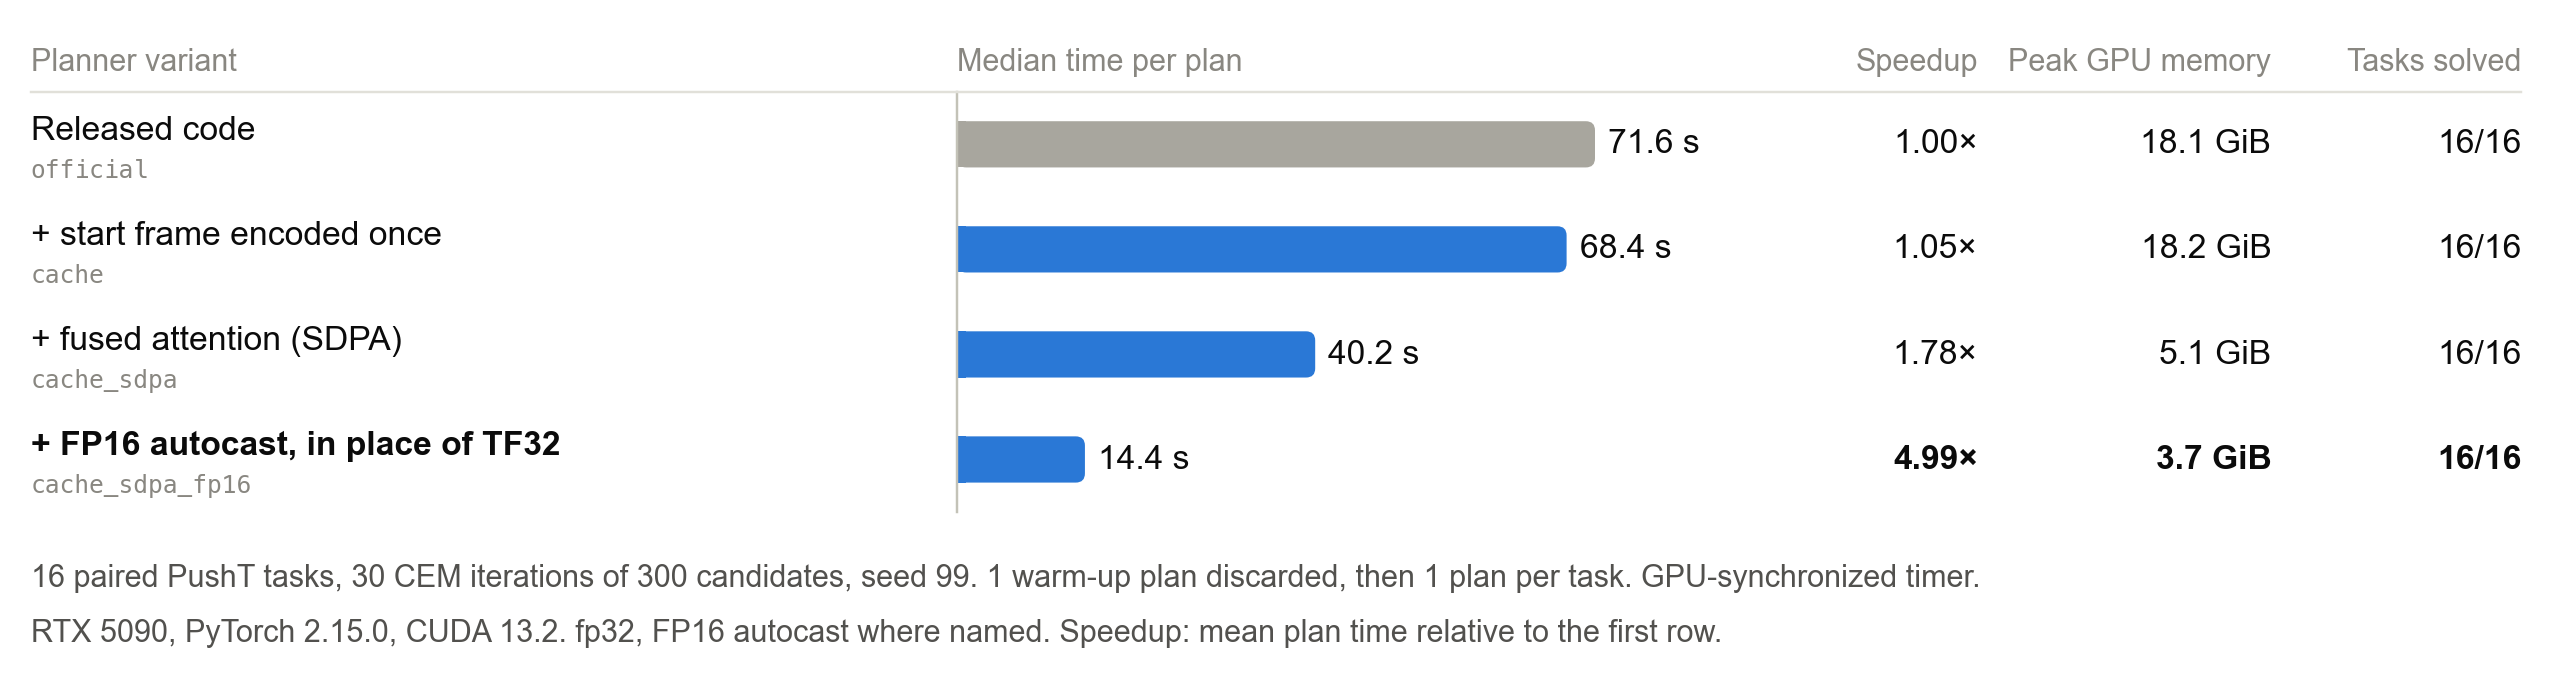 Planner variant Median time per plan Speedup Peak GPU memory Tasks solved
Released code 71.6 s 1.00× 18.1 GiB 16/16
official
+ start frame encoded once 68.4 s 1.05× 18.2 GiB 16/16
cache
+ fused attention (SDPA) 40.2 s 1.78× 5.1 GiB 16/16
cache_sdpa
+ FP16 autocast, in place of TF32 14.4 s 4.99× 3.7 GiB 16/16
cache_sdpa_fp16
16 paired PushT tasks, 30 CEM iterations of 300 candidates, seed 99. 1 warm-up plan discarded, then 1 plan per task. GPU-synchronized timer.
RTX 5090, PyTorch 2.15.0, CUDA 13.2. fp32, FP16 autocast where named. Speedup: mean plan time relative to the first row.